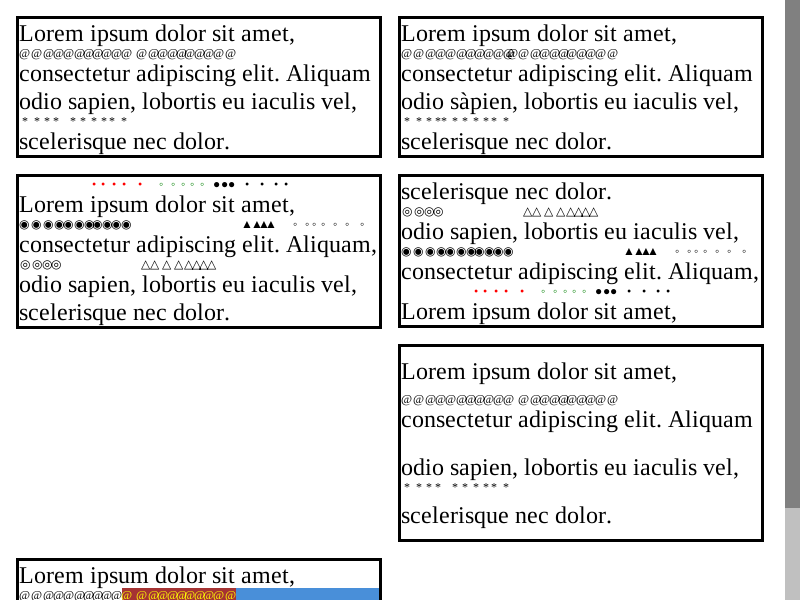 Lorem ipsum dolor sit amet,
consectetur adipiscing elit. Aliquam
odio sapien, lobortis eu iaculis vel,
scelerisque nec dolor.
Lorem ipsum dolor sit amet,
consectetur adipiscing elit. Aliquam
odio sàpien, lobortis eu iaculis vel,
scelerisque nec dolor.
Lorem ipsum dolor sit amet,
consectetur adipiscing elit. Aliquam,
odio sapien, lobortis eu iaculis vel,
scelerisque nec dolor.
scelerisque nec dolor.
odio sapien, lobortis eu iaculis vel,
consectetur adipiscing elit. Aliquam,
Lorem ipsum dolor sit amet,
Lorem ipsum dolor sit amet,
consectetur adipiscing elit. Aliquam
odio sapien, lobortis eu iaculis vel,
scelerisque nec dolor.
Lorem ipsum dolor sit amet,